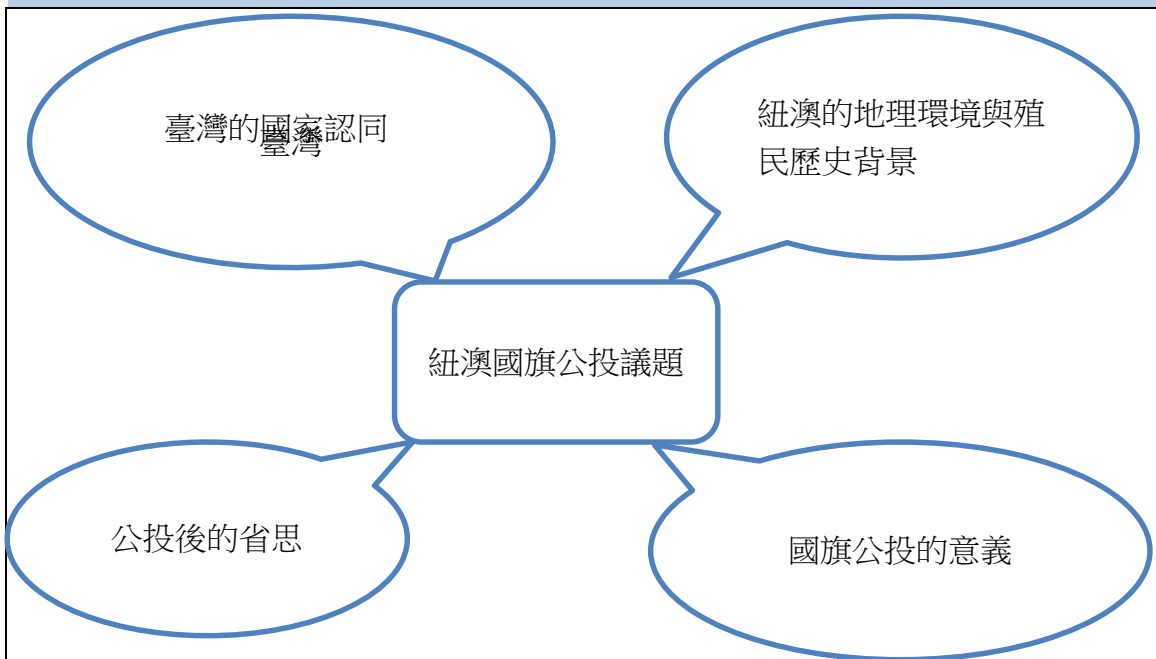 臺灣的國家認同
臺灣
紐澳的地理環境與殖
民歷史背景
紐澳國旗公投議題
公投後的省思
國旗公投的意義